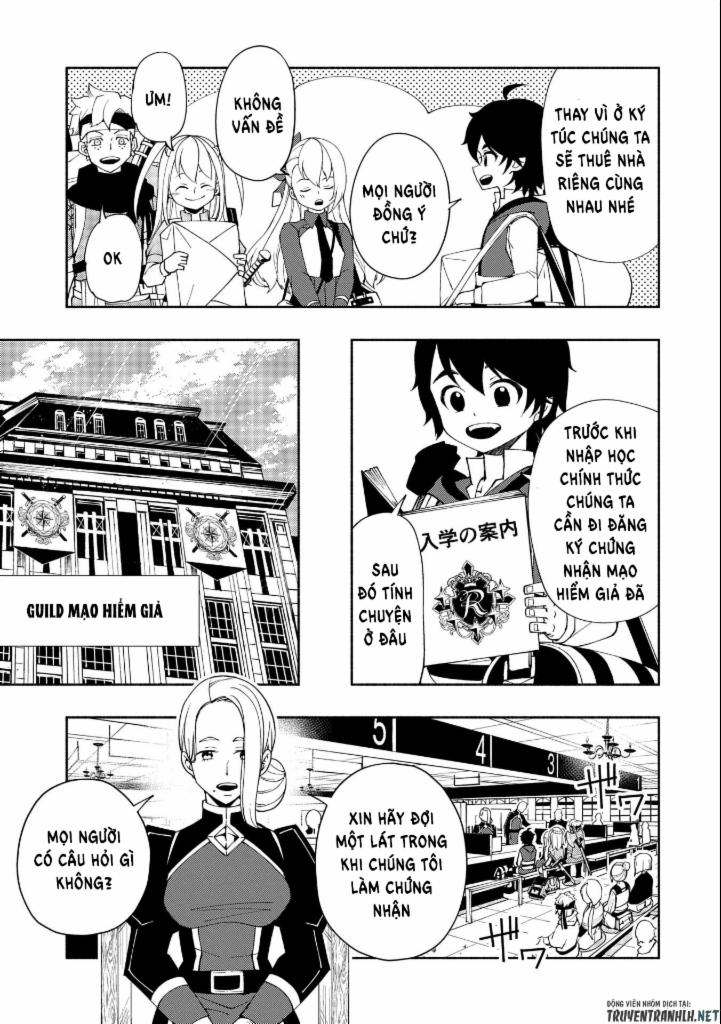 THAY VÌ Ở KÝ
TÚC CHÚNG TA
SẼ THUÊ NHÀ
RIÊNG CÙNG
NHAU NHÉ
MỌI NGƯỜI
ĐỒNG Ý
CHỨ?
KHÔNG
VẤN ĐỀ
ƯM!
OK
TRƯỚC KHI
NHẬP HỌC
CHÍNH THỨC
CHÚNG TA
CẦN ĐI ĐĂNG
KÝ CHỨNG
NHẬN MẠO
HIỂM GIẢ ĐÃ
入学の案内
R
SAU
ĐÓ TÍNH
CHUYỆN
Ở ĐÂU
GUILD MẠO HIỂM GIẢ
5
4
3
XIN HÃY ĐỢI
MỘT LÁT TRONG
KHI CHÚNG TÔI
LÀM CHỨNG
NHẬN
MỌI NGƯỜI
CÓ CÂU HỎI GÌ
KHÔNG?
ĐỘNG VIÊN NHÓM DỊCH TẠI:
TRUYENTRANHLH.NET